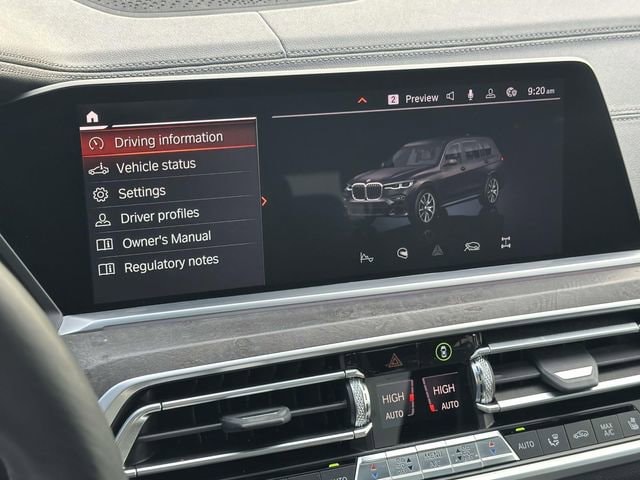 2 Preview 9:20 am
Driving information
Vehicle status
Settings
Driver profiles
Owner's Manual
Regulatory notes
HIGH HIGH
AUTO AUTO
AUTO MAX A/C